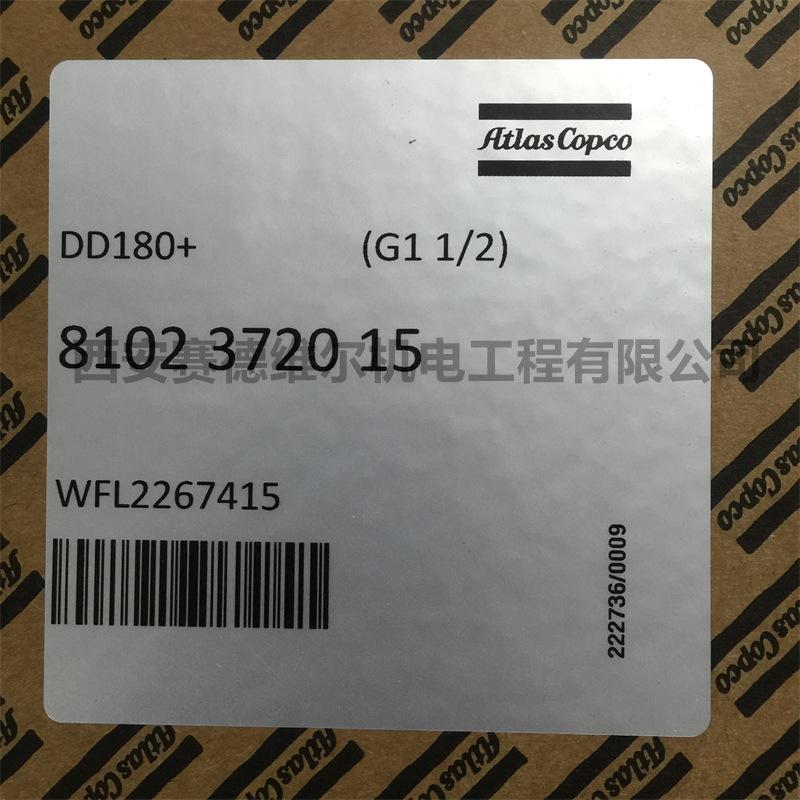 Atlas Copco
DD180+ (G1 1/2)
8102 3720 15
西安赛德维尔机电工程有限公司
WFL2267415
222736/0009